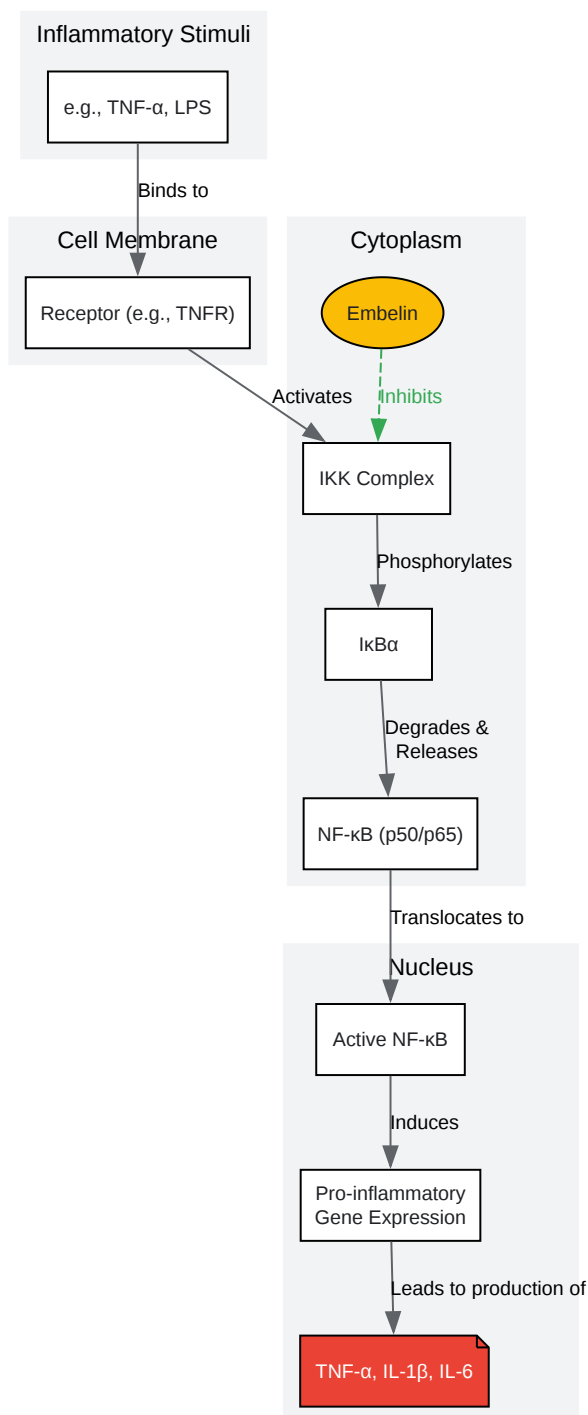 Inflammatory Stimuli
e.g., TNF-α, LPS
Binds to
Cell Membrane
Receptor (e.g., TNFR)
Cytoplasm
Embelin
Activates
Inhibits
IKK Complex
Phosphorylates
IκBα
Degrades &
Releases
NF-κB (p50/p65)
Translocates to
Nucleus
Active NF-κB
Induces
Pro-inflammatory
Gene Expression
Leads to production of
TNF-α, IL-1β, IL-6